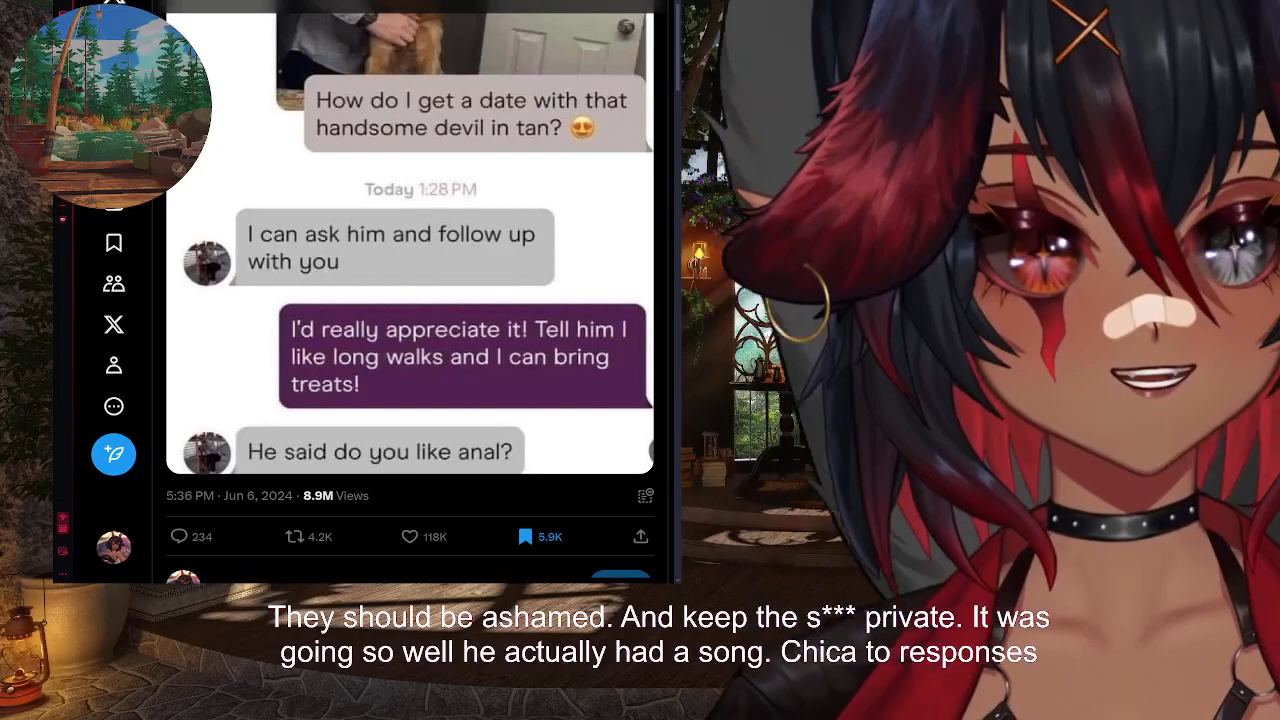 How do I get a date with that
handsome devil in tan? 😍
Today 1:28 PM
I can ask him and follow up
with you
I'd really appreciate it! Tell him I
like long walks and I can bring
treats!
He said do you like anal?
5:36 PM · Jun 6, 2024 · 8.9M Views
234 4.2K 118K 5.9K
They should be ashamed. And keep the s*** private. It was
going so well he actually had a song. Chica to responses